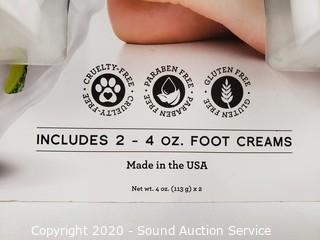 CRUELTY-FREE · CRUELTY-FREE ·
PARABEN FREE · PARABEN FREE ·
GLUTEN FREE · GLUTEN FREE ·
INCLUDES 2 - 4 OZ. FOOT CREAMS
Made in the USA
Net wt. 4 oz. (113 g) x 2
Copyright 2020 - Sound Auction Service